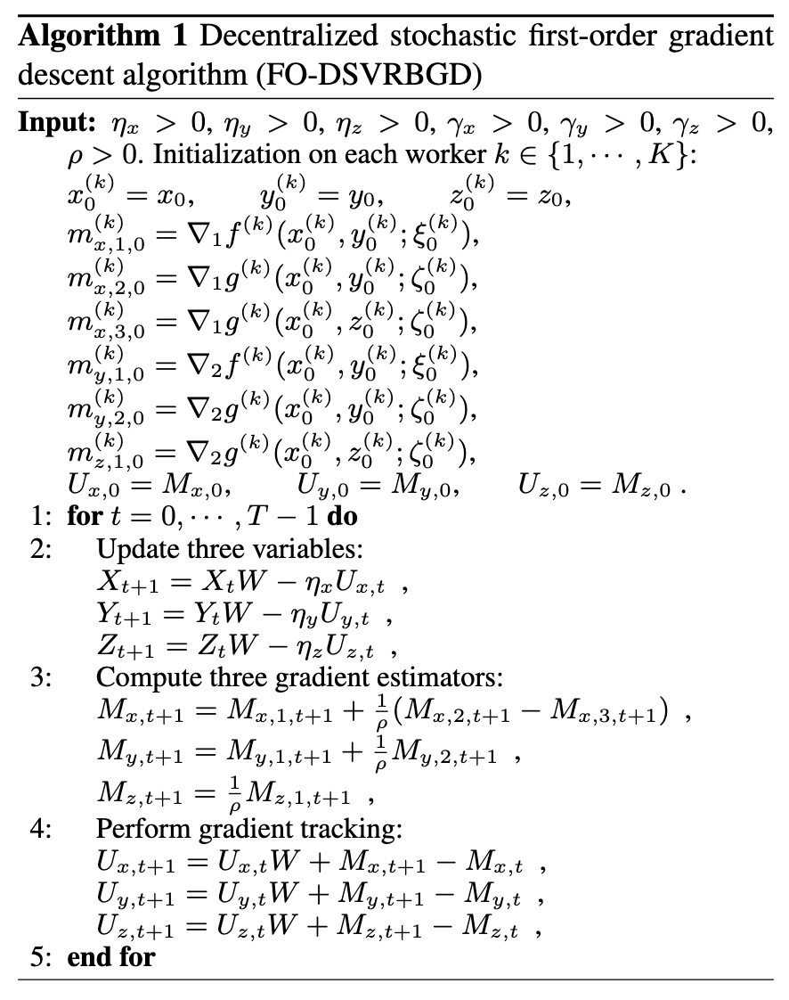 Algorithm 1 Decentralized stochastic first-order gradient
descent algorithm (FO-DSVRBGD)
Input: $\eta_x > 0, \eta_y > 0, \eta_z > 0, \gamma_x > 0, \gamma_y > 0, \gamma_z > 0,$
$\rho > 0$. Initialization on each worker $k \in \{1, \cdots, K\}$:
$x_0^{(k)} = x_0, \quad y_0^{(k)} = y_0, \quad z_0^{(k)} = z_0,$
$m_{x,1,0}^{(k)} = \nabla_1 f^{(k)}(x_0^{(k)}, y_0^{(k)}; \xi_0^{(k)}),$
$m_{x,2,0}^{(k)} = \nabla_1 g^{(k)}(x_0^{(k)}, y_0^{(k)}; \zeta_0^{(k)}),$
$m_{x,3,0}^{(k)} = \nabla_1 g^{(k)}(x_0^{(k)}, z_0^{(k)}; \zeta_0^{(k)}),$
$m_{y,1,0}^{(k)} = \nabla_2 f^{(k)}(x_0^{(k)}, y_0^{(k)}; \xi_0^{(k)}),$
$m_{y,2,0}^{(k)} = \nabla_2 g^{(k)}(x_0^{(k)}, y_0^{(k)}; \zeta_0^{(k)}),$
$m_{z,1,0}^{(k)} = \nabla_2 g^{(k)}(x_0^{(k)}, z_0^{(k)}; \zeta_0^{(k)}),$
$U_{x,0} = M_{x,0}, \quad U_{y,0} = M_{y,0}, \quad U_{z,0} = M_{z,0}$ .
1: for $t = 0, \cdots, T - 1$ do
2: Update three variables:
$X_{t+1} = X_t W - \eta_x U_{x,t}$ ,
$Y_{t+1} = Y_t W - \eta_y U_{y,t}$ ,
$Z_{t+1} = Z_t W - \eta_z U_{z,t}$ ,
3: Compute three gradient estimators:
$M_{x,t+1} = M_{x,1,t+1} + \frac{1}{\rho}(M_{x,2,t+1} - M_{x,3,t+1})$ ,
$M_{y,t+1} = M_{y,1,t+1} + \frac{1}{\rho} M_{y,2,t+1}$ ,
$M_{z,t+1} = \frac{1}{\rho} M_{z,1,t+1}$ ,
4: Perform gradient tracking:
$U_{x,t+1} = U_{x,t} W + M_{x,t+1} - M_{x,t}$ ,
$U_{y,t+1} = U_{y,t} W + M_{y,t+1} - M_{y,t}$ ,
$U_{z,t+1} = U_{z,t} W + M_{z,t+1} - M_{z,t}$ ,
5: end for